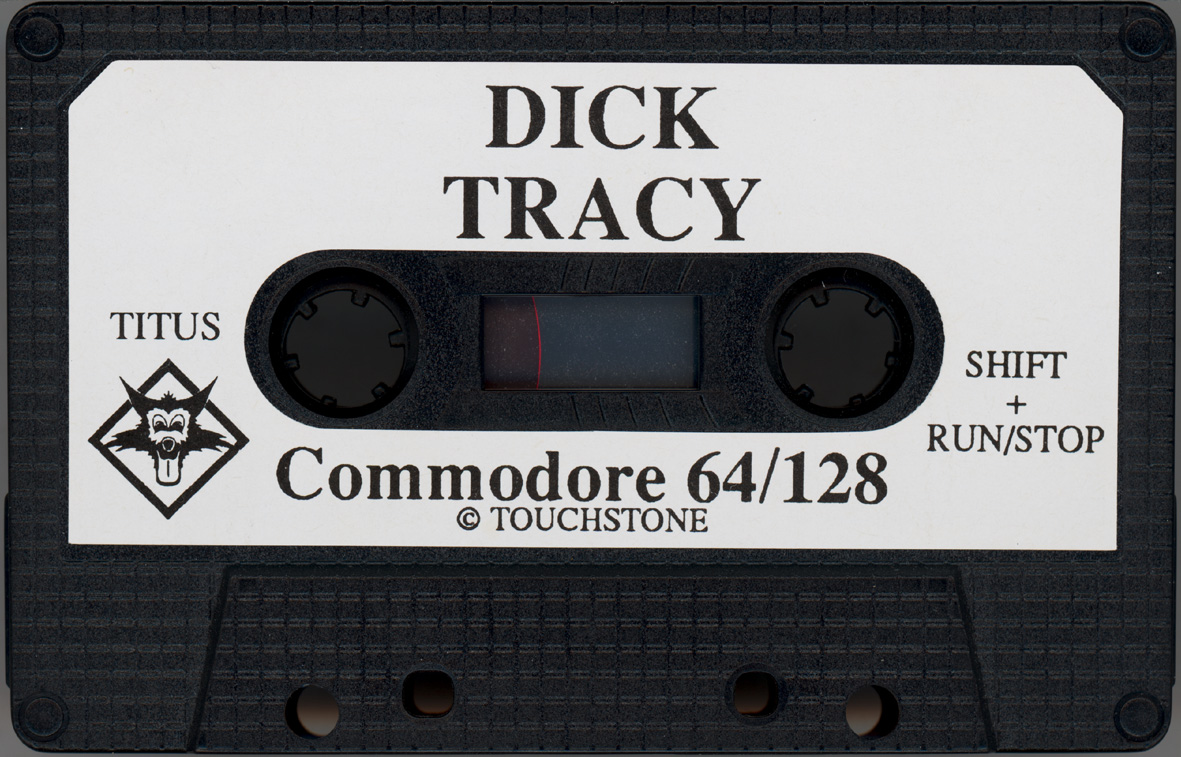 DICK
TRACY
TITUS
SHIFT
+
RUN/STOP
Commodore 64/128
© TOUCHSTONE